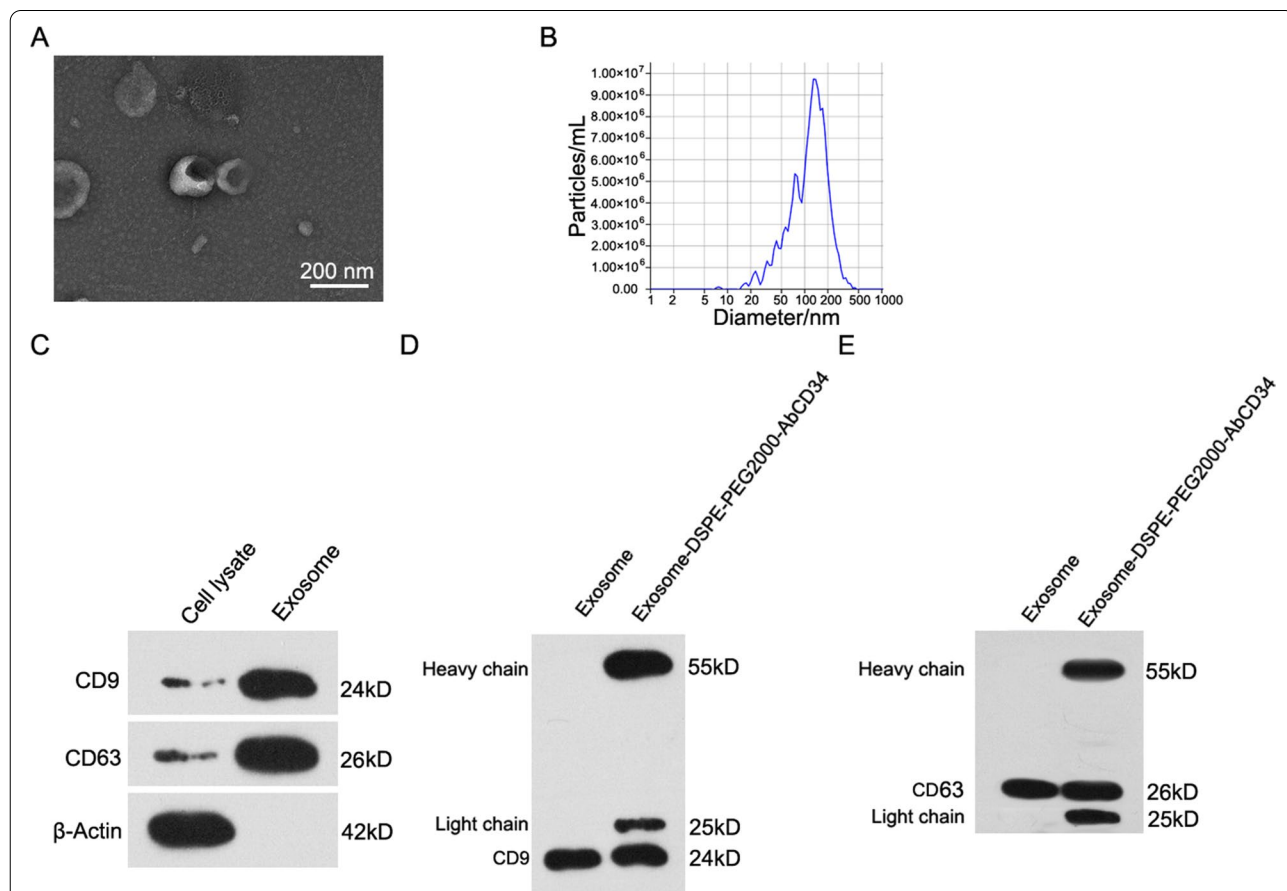 A
200 nm
B
Particles/mL
1.00×10⁷
9.00×10⁶
8.00×10⁶
7.00×10⁶
6.00×10⁶
5.00×10⁶
4.00×10⁶
3.00×10⁶
2.00×10⁶
1.00×10⁶
0.00
1 2 5 10 20 50 100 200 500 1000
Diameter/nm
C
Cell lysate
Exosome
CD9 24kD
CD63 26kD
β-Actin 42kD
D
Exosome
Exosome-DSPE-PEG2000-AbCD34
Heavy chain 55kD
Light chain 25kD
CD9 24kD
E
Exosome
Exosome-DSPE-PEG2000-AbCD34
Heavy chain 55kD
CD63 26kD
Light chain 25kD